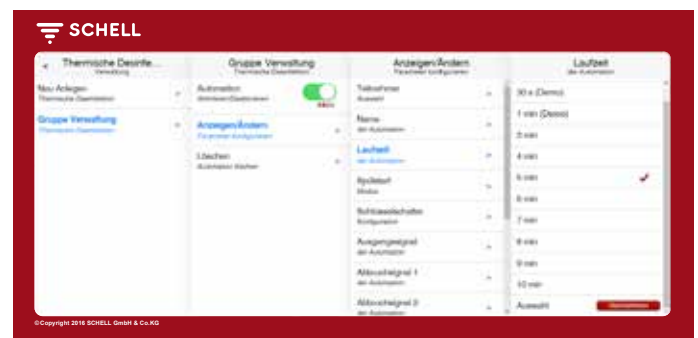 SCHELL
Thermische Desinfe...
Verwaltung
Gruppe Verwaltung
Thermische Desinfektion
Anzeigen/Ändern
Parameter konfigurieren
Laufzeit
der Automation
Neu Anlegen
Thermische Desinfektion
Gruppe Verwaltung
Thermische Desinfektion
Automation
Aktivieren/Deaktivieren
Anzeigen/Ändern
Parameter konfigurieren
Löschen
Automation löschen
Teilnehmer
Auswahl
Name
der Automation
Laufzeit
der Automation
Spülstart
Modus
Schlüsselschalter
Konfiguration
Ausgangssignal
der Automation
Abbruchsignal 1
der Automation
Abbruchsignal 2
der Automation
30 s (Demo)
1 min (Demo)
3 min
4 min
5 min
6 min
7 min
8 min
9 min
10 min
Auswahl
©Copyright 2016 SCHELL GmbH & Co.KG